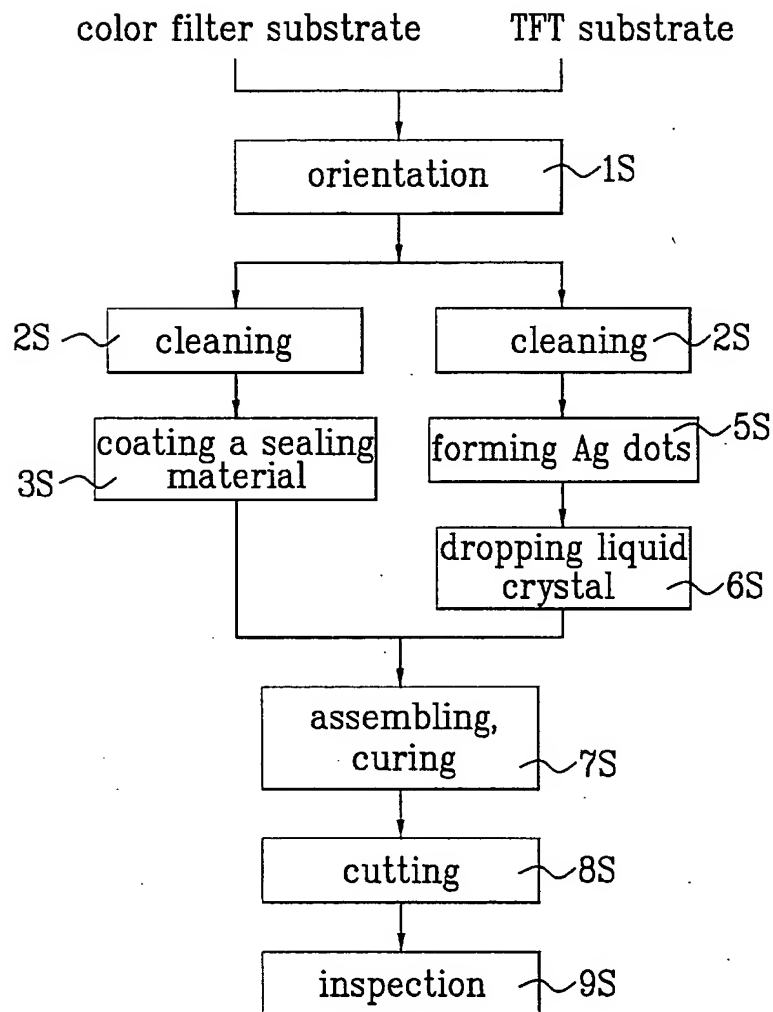 color filter substrate
TFT substrate
orientation
1S
2S
cleaning
cleaning
2S
coating a sealing
material
3S
forming Ag dots
5S
dropping liquid
crystal
6S
assembling,
curing
7S
cutting
8S
inspection
9S